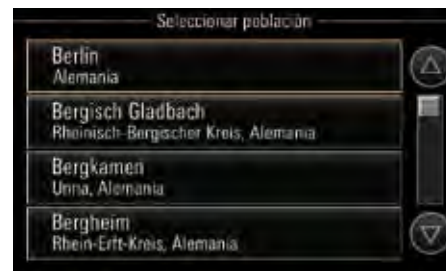 Seleccionar población
Berlin
Alemania
Bergisch Gladbach
Rheinisch-Bergischer Kreis, Alemania
Bergkamen
Unna, Alemania
Bergheim
Rhein-Erft-Kreis, Alemania